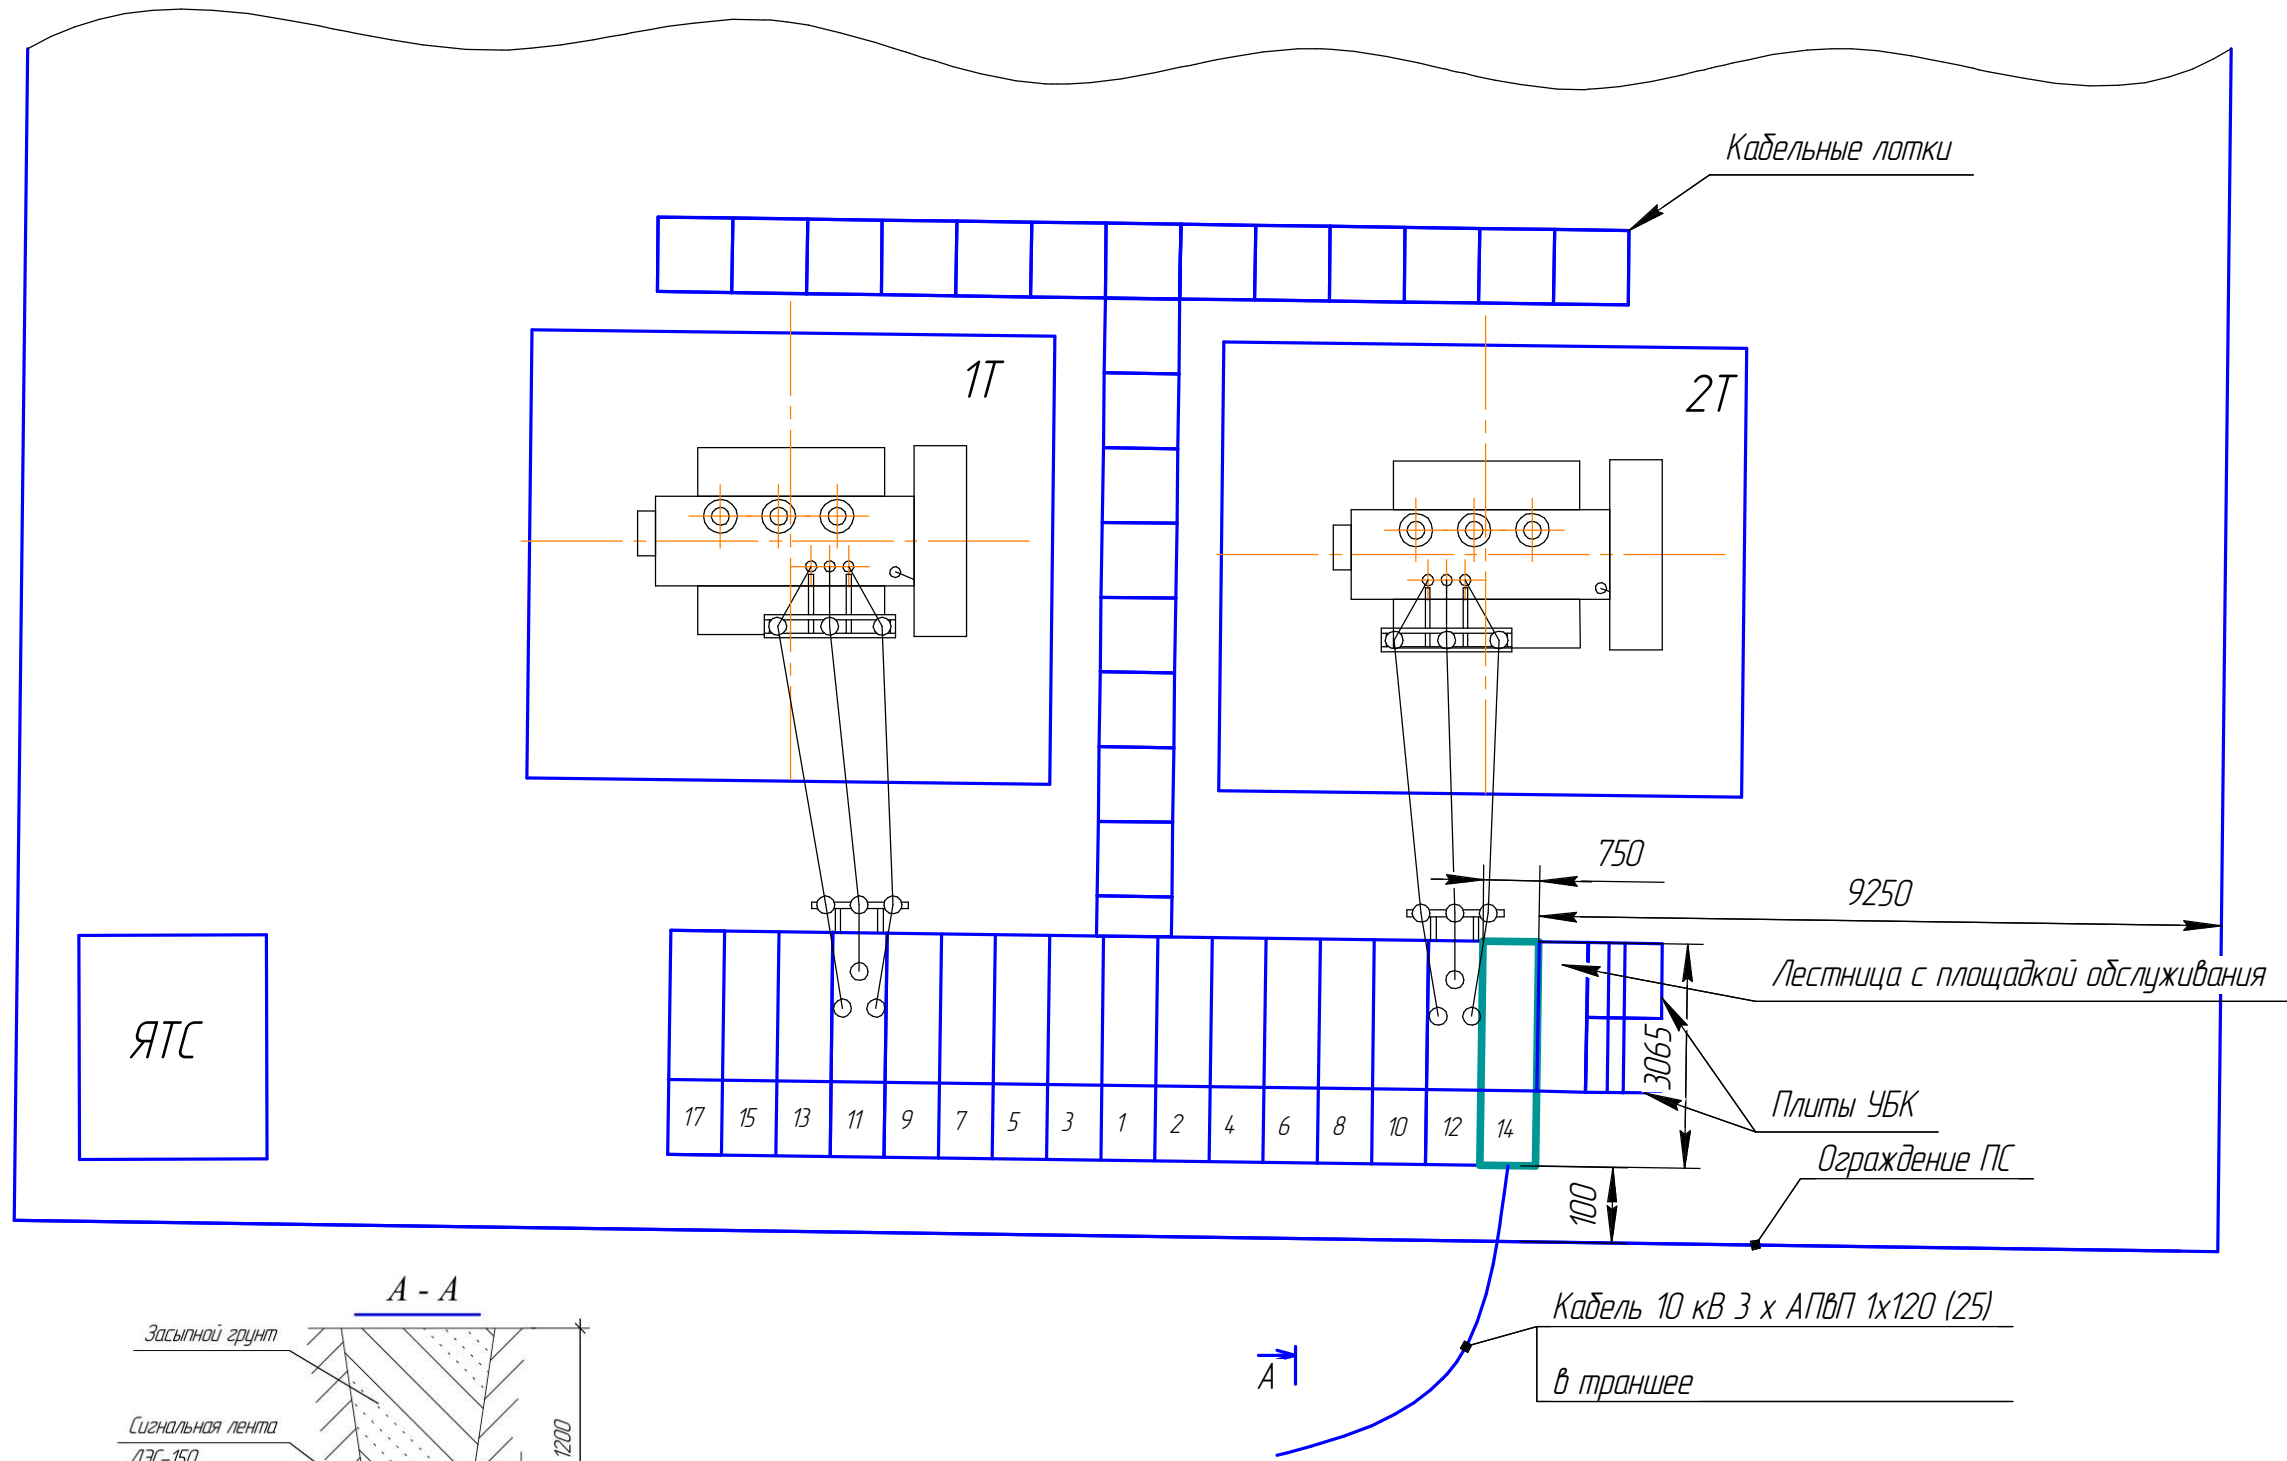 Кабельные лотки
1Т
2Т
750
9250
Лестница с площадкой обслуживания
3065
ЯТС
Плиты УБК
17 15 13 11 9 7 5 3 1 2 4 6 8 10 12 14
Ограждение ПС
100
А - А
Засыпной грунт
Кабель 10 кВ 3 х АПвП 1х120 (25)
А
в траншее
Сигнальная лента
1200
ЛЭС-150